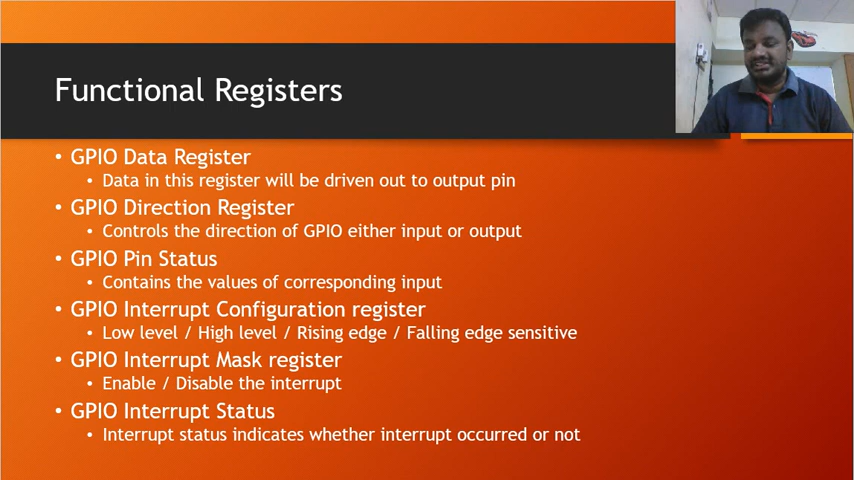 Functional Registers
• GPIO Data Register
• Data in this register will be driven out to output pin
• GPIO Direction Register
• Controls the direction of GPIO either input or output
• GPIO Pin Status
• Contains the values of corresponding input
• GPIO Interrupt Configuration register
• Low level / High level / Rising edge / Falling edge sensitive
• GPIO Interrupt Mask register
• Enable / Disable the interrupt
• GPIO Interrupt Status
• Interrupt status indicates whether interrupt occurred or not